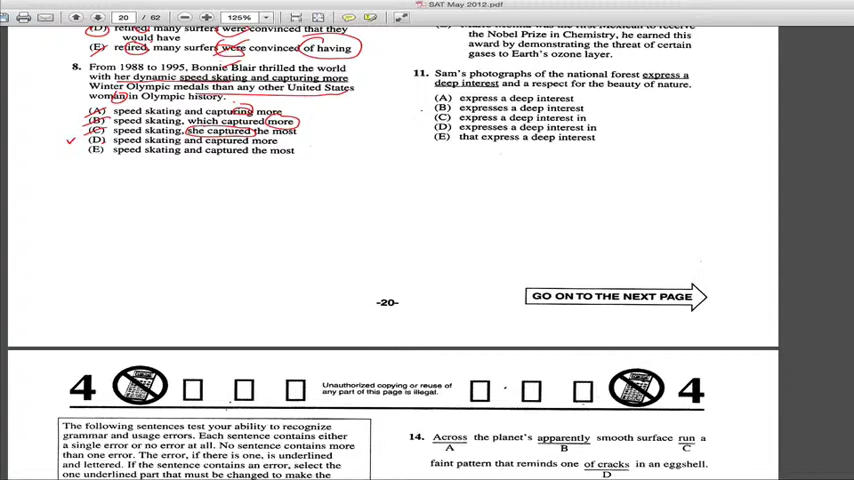 SAT May 2012.pdf
20
/ 62
125%
(D) retired, many surfers were convinced that they
would have
(E) retired, many surfers were convinced of having
8. From 1988 to 1995, Bonnie Blair thrilled the world
with her dynamic speed skating and capturing more
Winter Olympic medals than any other United States
woman in Olympic history.
(A) speed skating and capturing more
(B) speed skating, which captured more
(C) speed skating, she captured the most
(D) speed skating and captured more
(E) speed skating and captured the most
the Nobel Prize in Chemistry, he earned this
award by demonstrating the threat of certain
gases to Earth's ozone layer.
11. Sam's photographs of the national forest express a
deep interest and a respect for the beauty of nature.
(A) express a deep interest
(B) expresses a deep interest
(C) express a deep interest in
(D) expresses a deep interest in
(E) that express a deep interest
-20-
GO ON TO THE NEXT PAGE
4
Unauthorized copying or reuse of
any part of this page is illegal.
4
The following sentences test your ability to recognize
grammar and usage errors. Each sentence contains either
a single error or no error at all. No sentence contains
more than one error. The error, if there is one, is underlined
and lettered. If the sentence contains an error, select the
one underlined part that must be changed to make the
14. Across the planet's apparently smooth surface run a
A B C
faint pattern that reminds one of cracks in an eggshell.
D